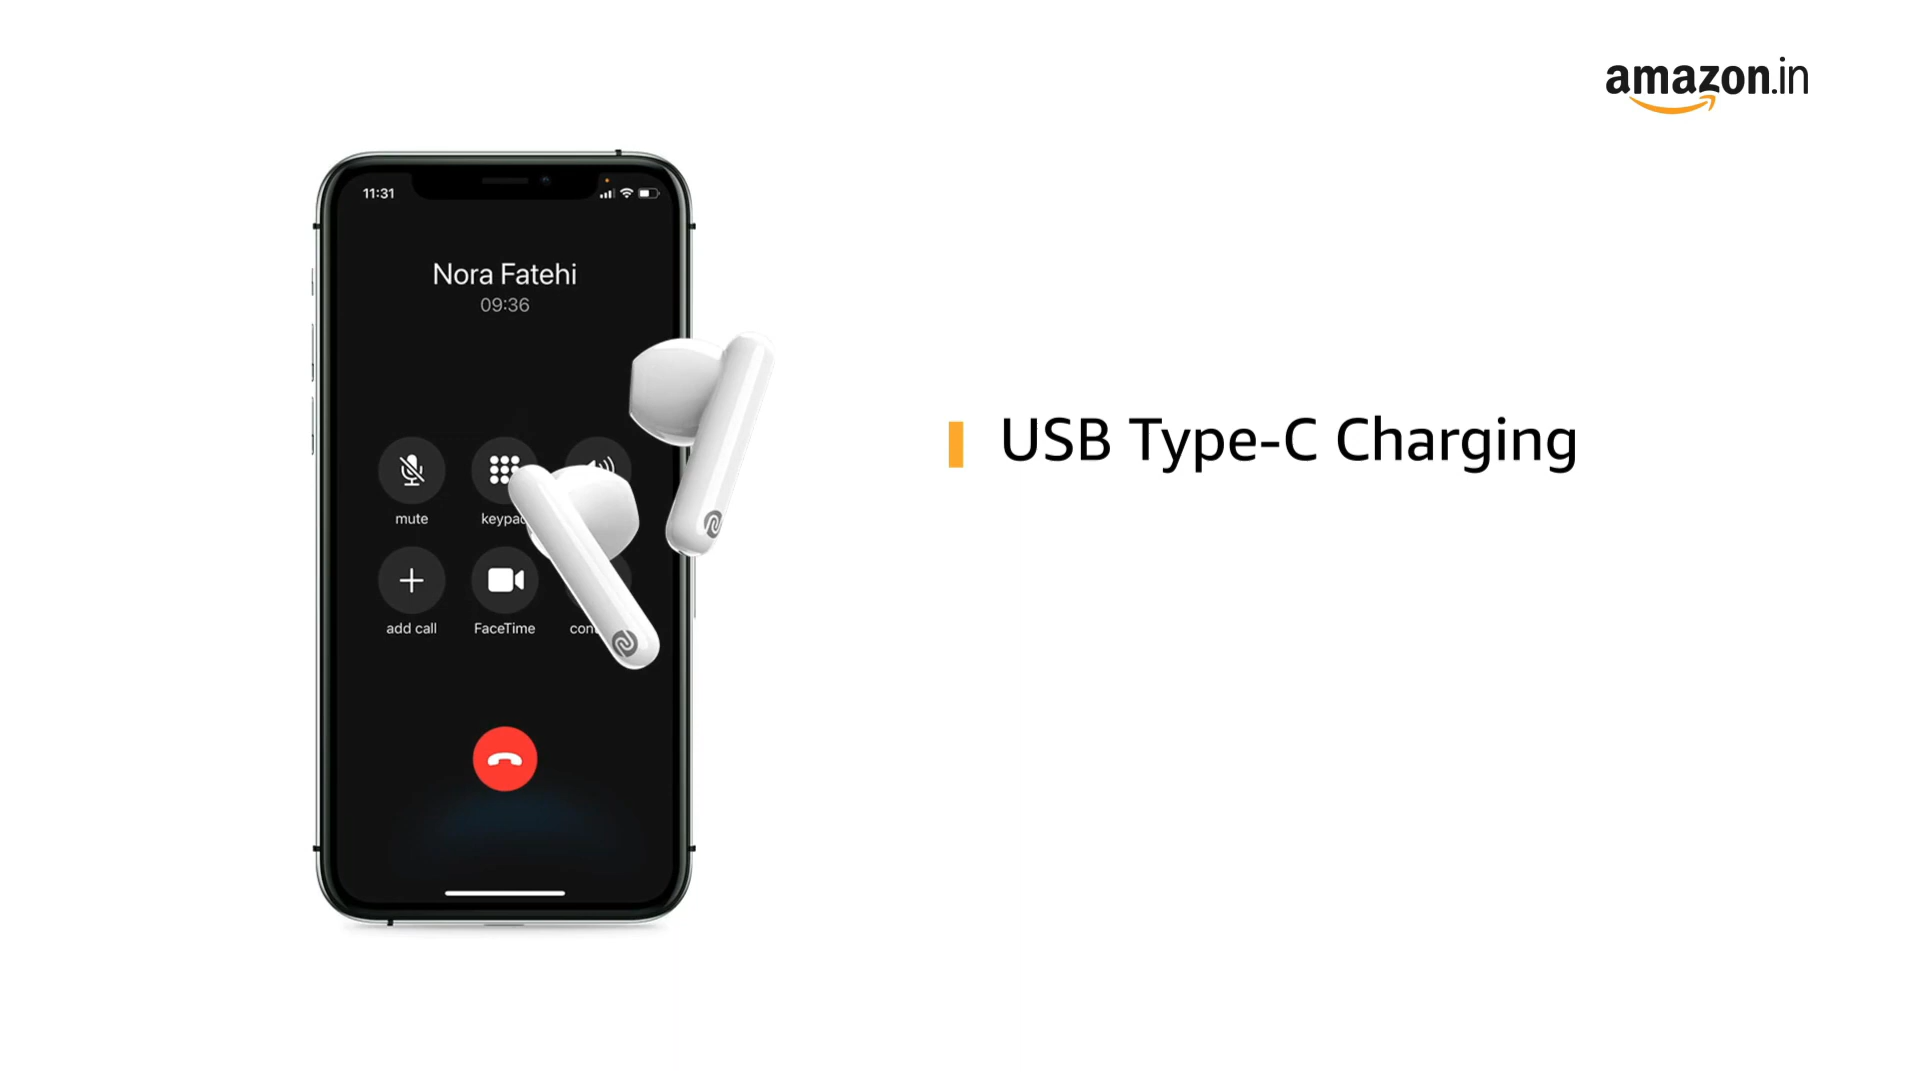 amazon.in
11:31
Nora Fatehi
09:36
USB Type-C Charging
mute
add call
FaceTime